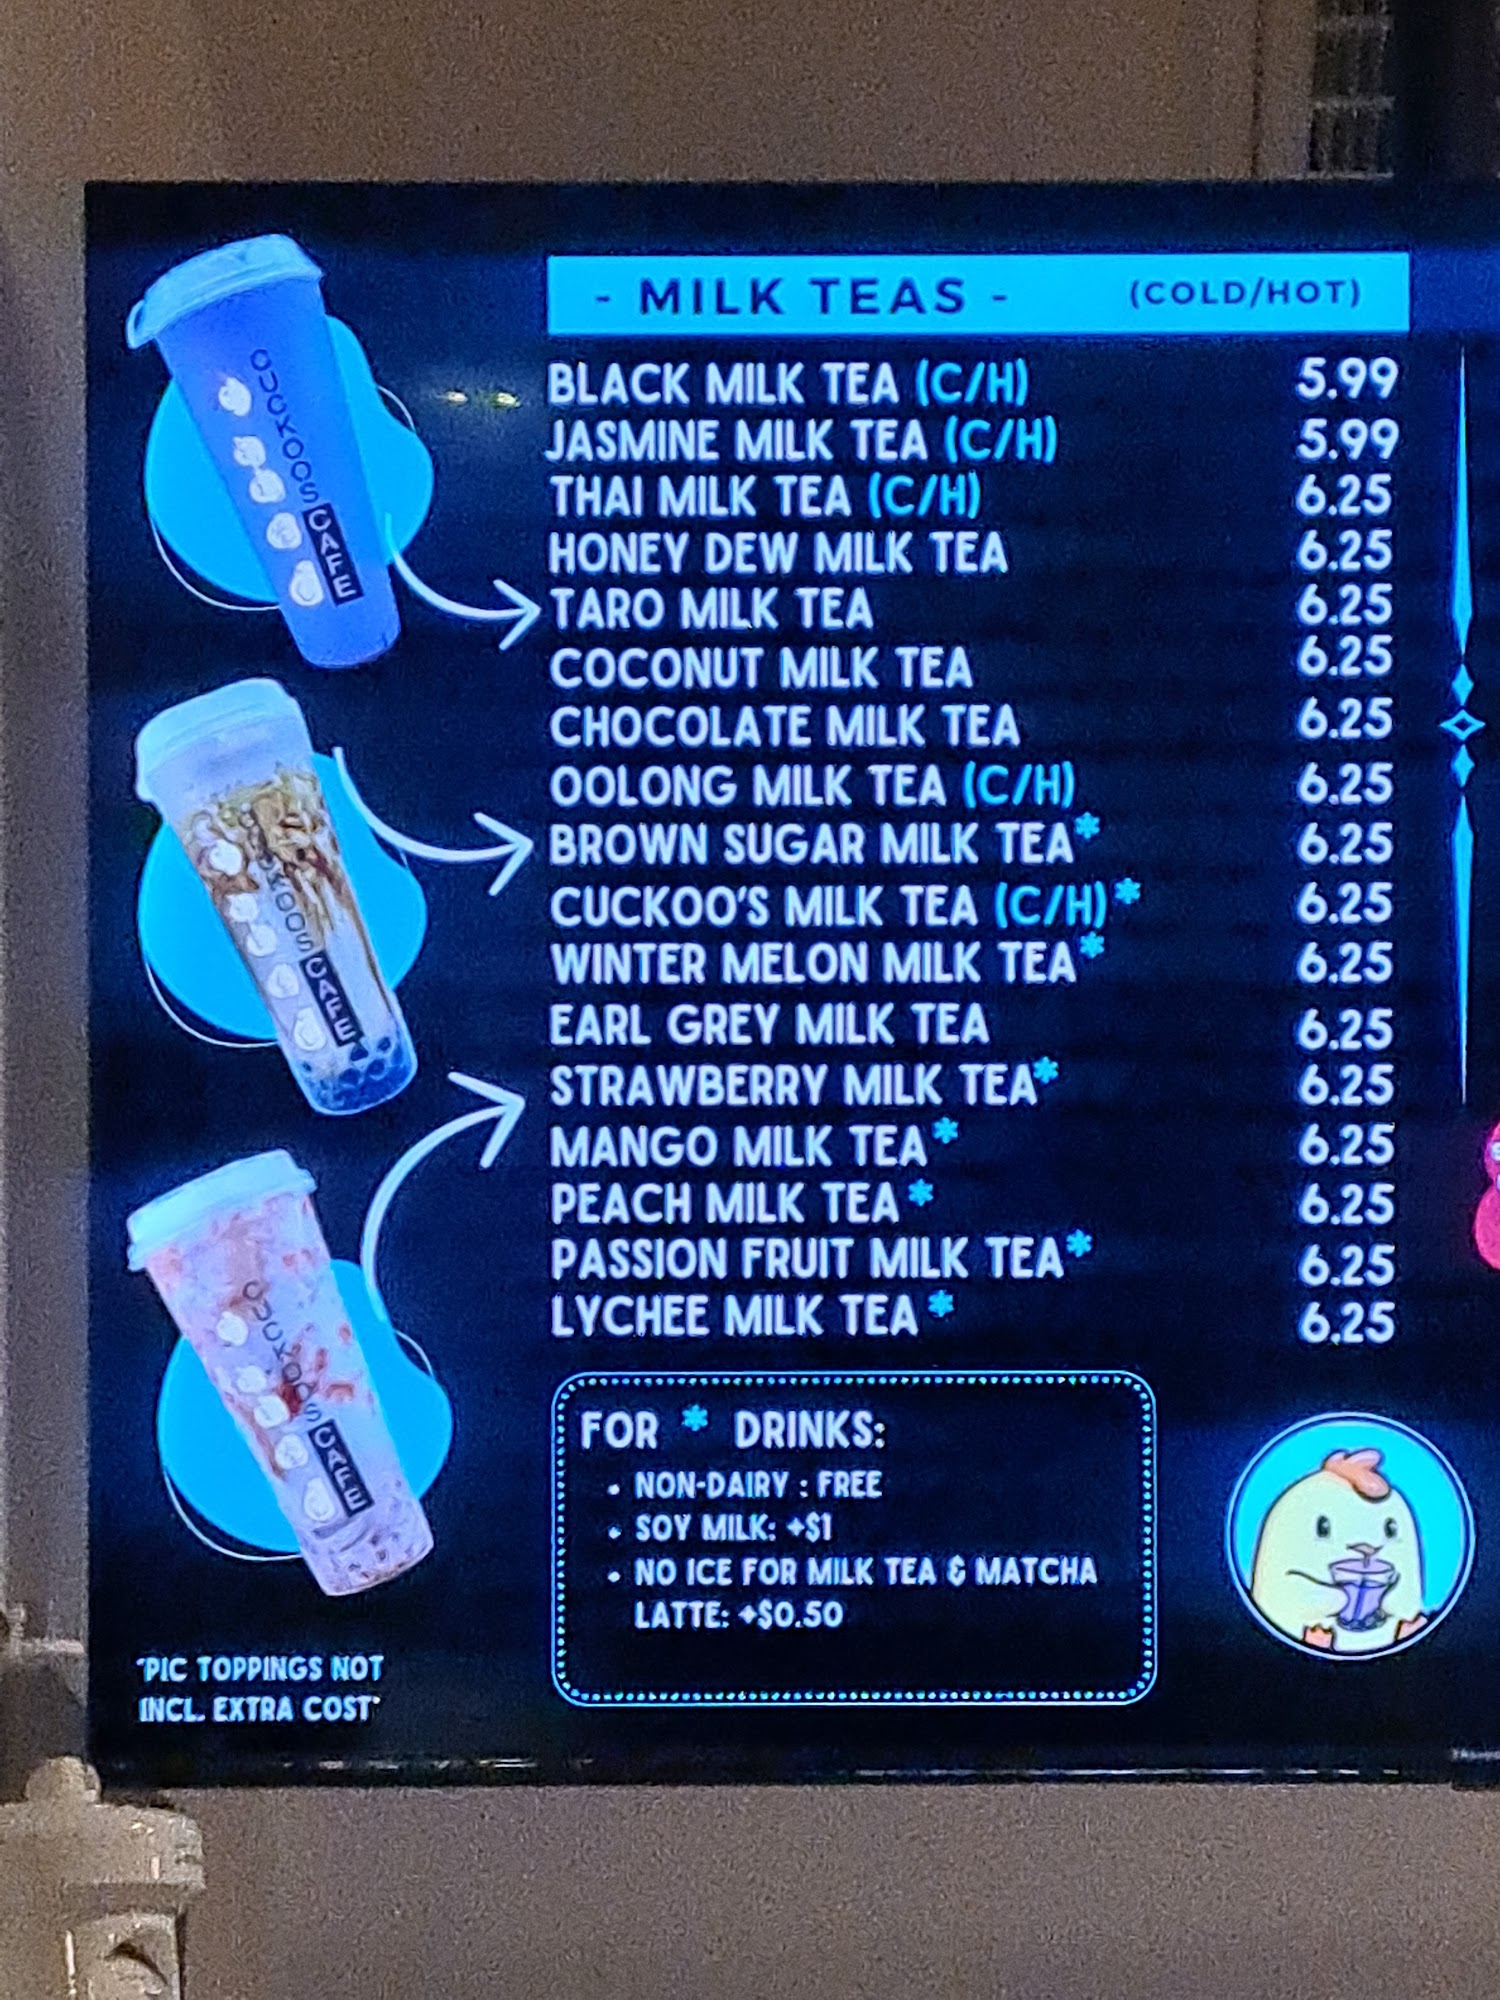 - MILK TEAS - (COLD/HOT)
BLACK MILK TEA (C/H) 5.99
JASMINE MILK TEA (C/H) 5.99
THAI MILK TEA (C/H) 6.25
HONEY DEW MILK TEA 6.25
TARO MILK TEA 6.25
COCONUT MILK TEA 6.25
CHOCOLATE MILK TEA 6.25
OOLONG MILK TEA (C/H) 6.25
BROWN SUGAR MILK TEA* 6.25
CUCKOO'S MILK TEA (C/H)* 6.25
WINTER MELON MILK TEA* 6.25
EARL GREY MILK TEA 6.25
STRAWBERRY MILK TEA* 6.25
MANGO MILK TEA* 6.25
PEACH MILK TEA* 6.25
PASSION FRUIT MILK TEA* 6.25
LYCHEE MILK TEA* 6.25
FOR * DRINKS:
• NON-DAIRY : FREE
• SOY MILK: +$1
• NO ICE FOR MILK TEA & MATCHA
LATTE: +$0.50
CUCKOOS CAFE
CUCKOOS CAFE
CUCKOOS CAFE
*PIC TOPPINGS NOT
INCL. EXTRA COST*